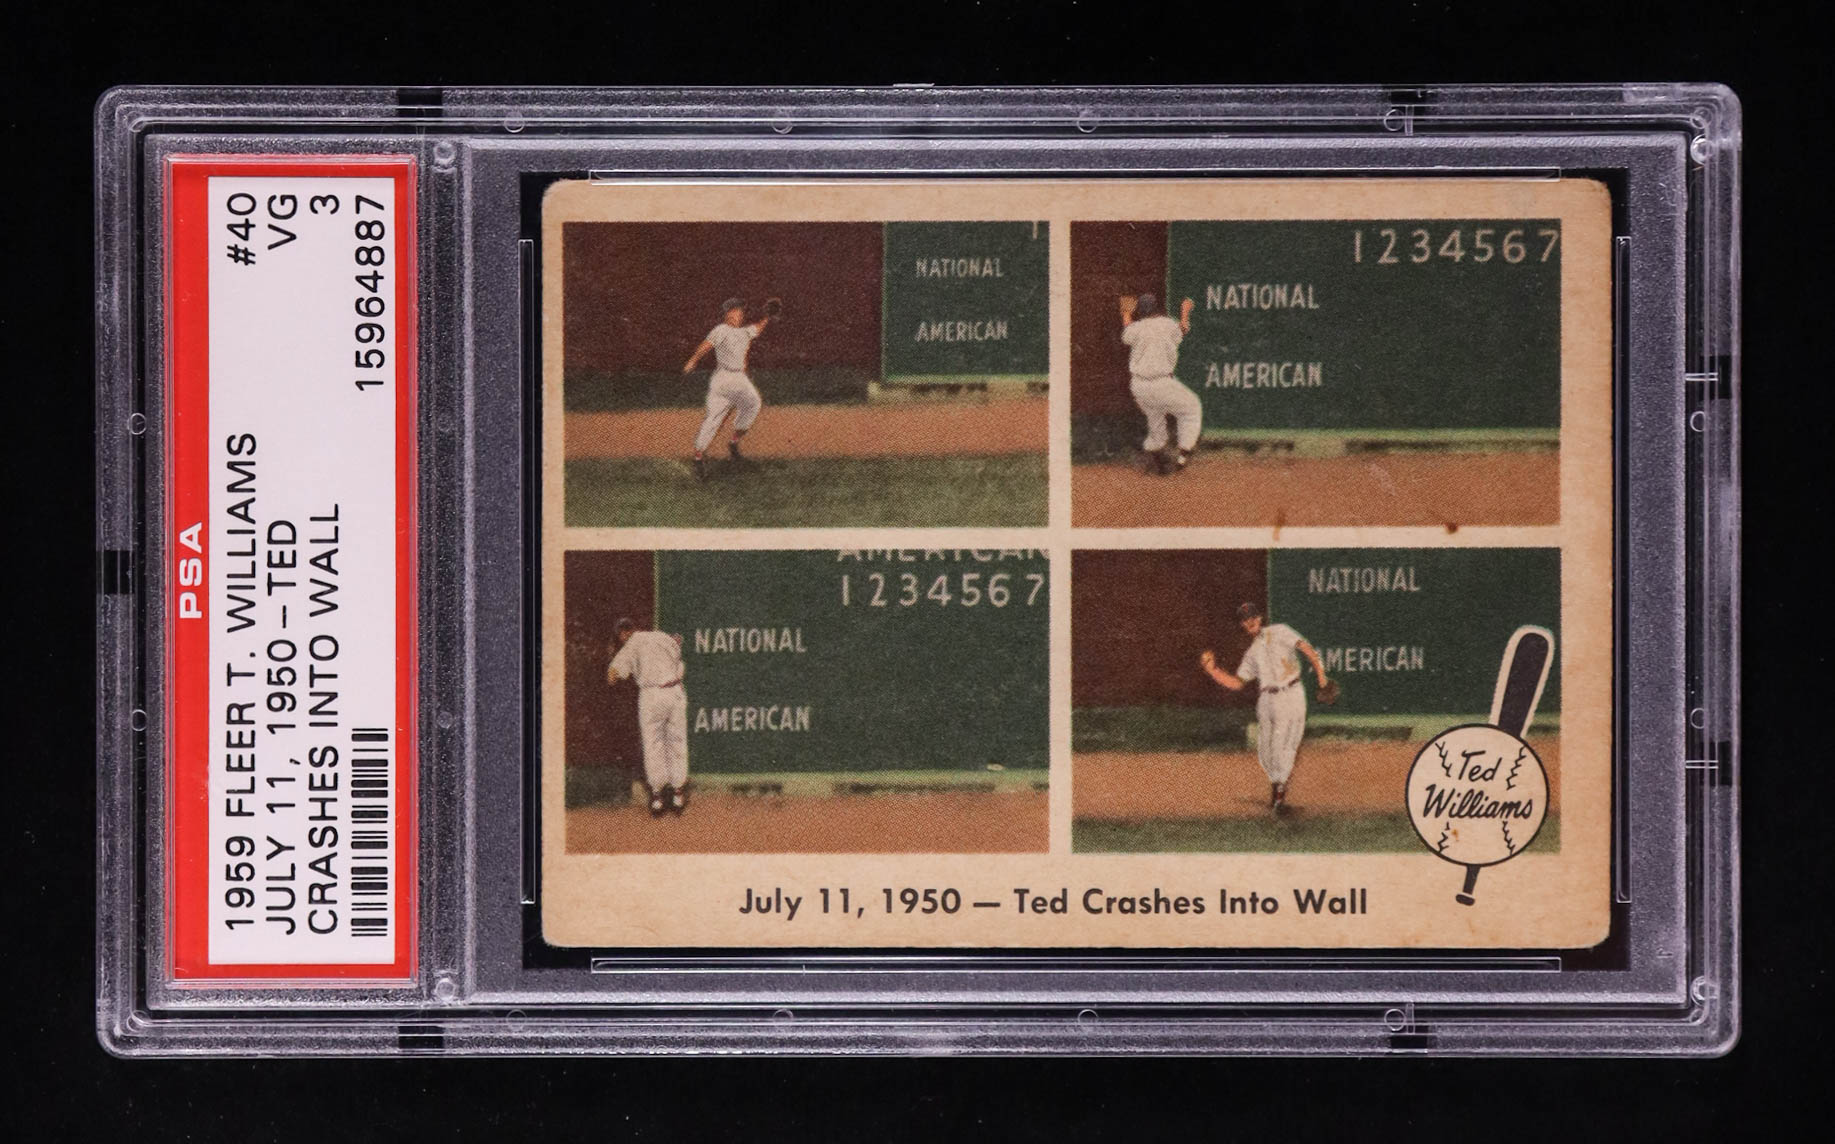 PSA
1959 FLEER T. WILLIAMS #40
JULY 11, 1950-TED VG
CRASHES INTO WALL 3
15964887
NATIONAL
AMERICAN
1234567
NATIONAL
AMERICAN
AMERICAN
1234567
NATIONAL
AMERICAN
NATIONAL
AMERICAN
Ted
Williams
July 11, 1950 — Ted Crashes Into Wall